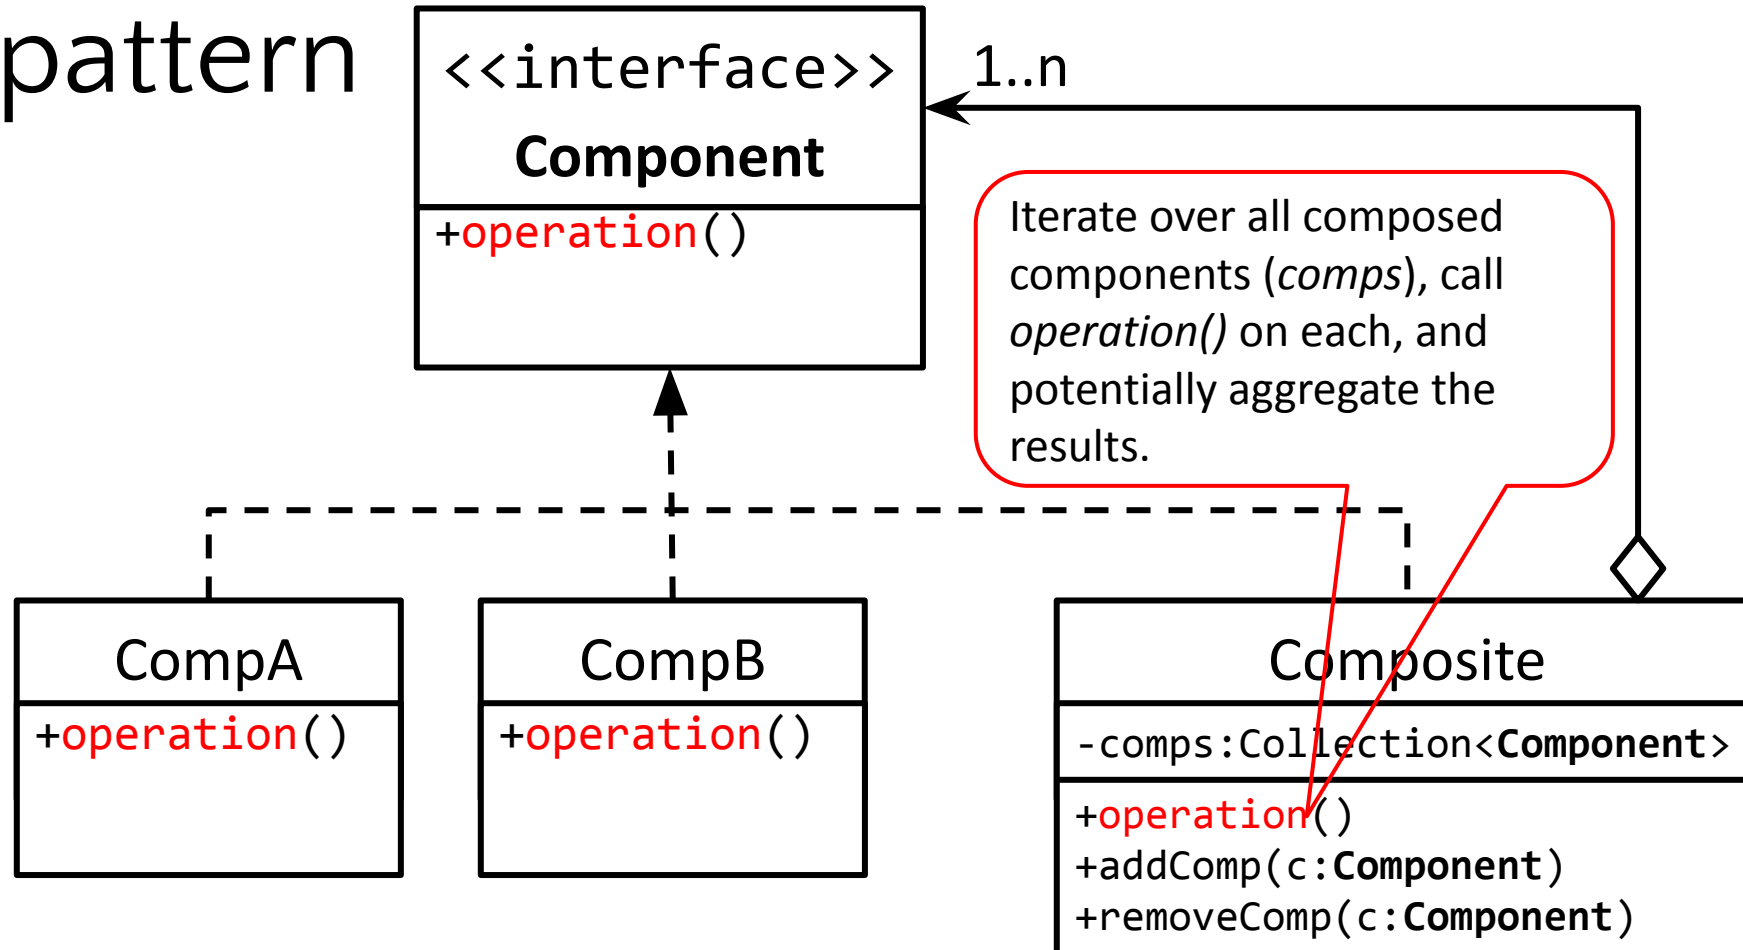 pattern
<<interface>>
Component
+operation()
1..n
Iterate over all composed
components (comps), call
operation() on each, and
potentially aggregate the
results.
CompA
+operation()
CompB
+operation()
Composite
-comps:Collection<Component>
+operation()
+addComp(c:Component)
+removeComp(c:Component)